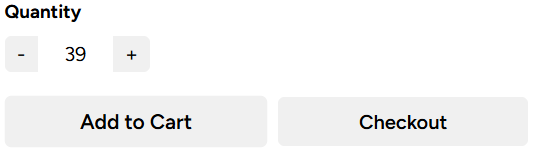 Quantity
- 39 +
Add to Cart Checkout